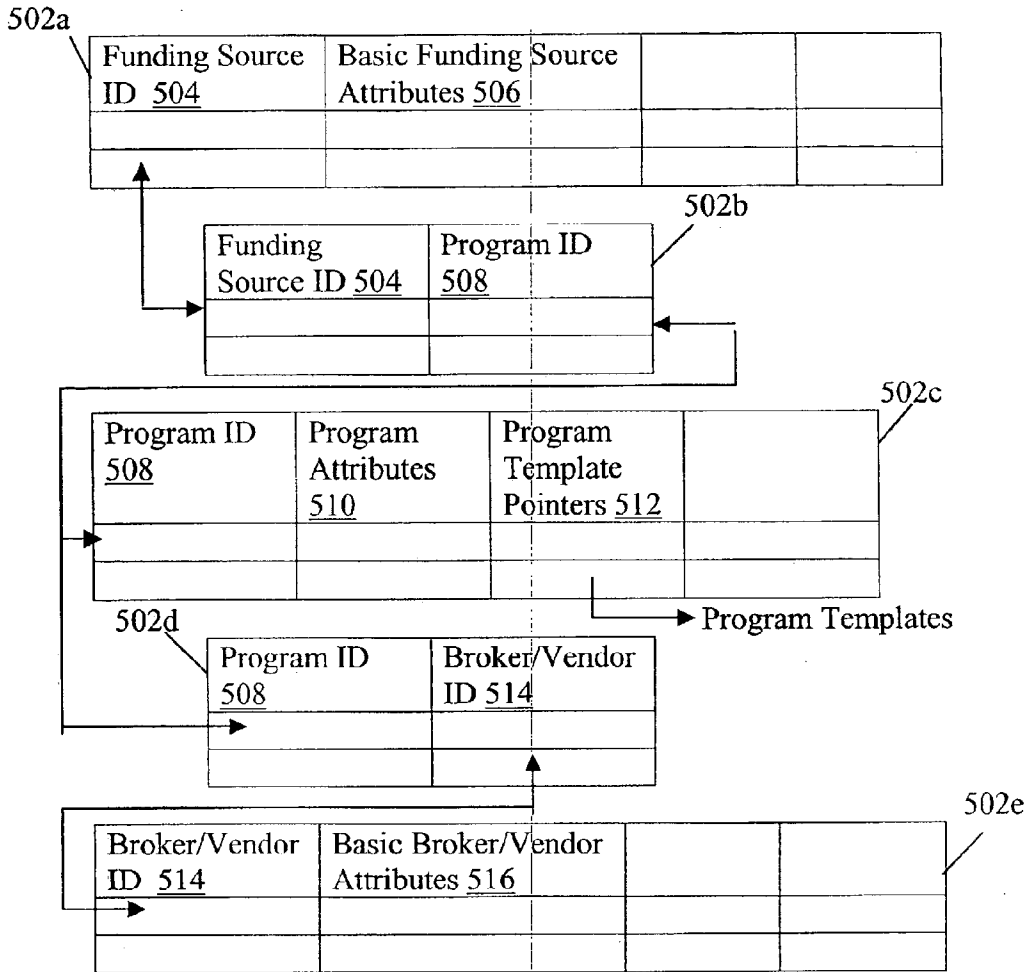 502a
Funding Source
ID 504
Basic Funding Source
Attributes 506
502b
Funding
Source ID 504
Program ID
508
502c
Program ID
508
Program
Attributes
510
Program
Template
Pointers 512
Program Templates
502d
Program ID
508
Broker/Vendor
ID 514
502e
Broker/Vendor
ID 514
Basic Broker/Vendor
Attributes 516